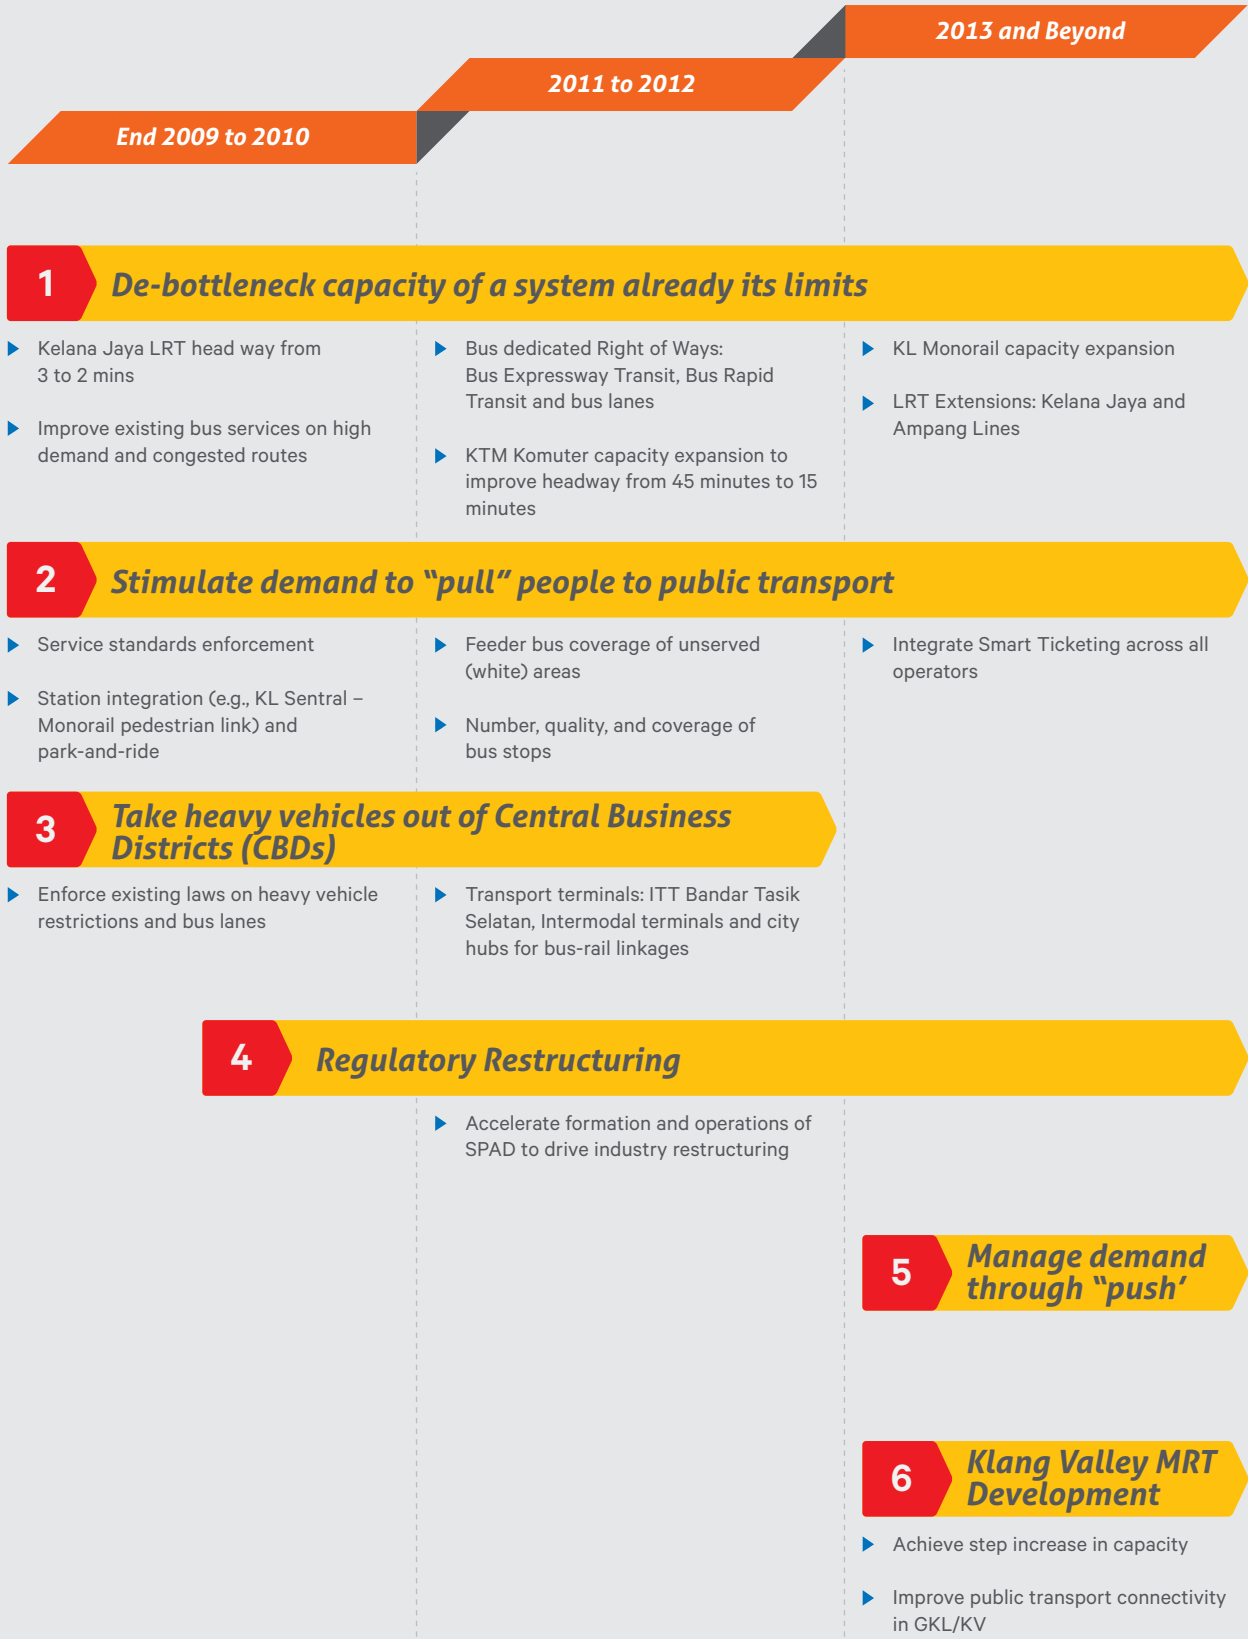 2013 and Beyond
2011 to 2012
End 2009 to 2010
1
De-bottleneck capacity of a system already its limits
Kelana Jaya LRT head way from
3 to 2 mins
Improve existing bus services on high
demand and congested routes
Bus dedicated Right of Ways:
Bus Expressway Transit, Bus Rapid
Transit and bus lanes
KTM Komuter capacity expansion to
improve headway from 45 minutes to 15
minutes
KL Monorail capacity expansion
LRT Extensions: Kelana Jaya and
Ampang Lines
2
Stimulate demand to “pull” people to public transport
Service standards enforcement
Station integration (e.g., KL Sentral –
Monorail pedestrian link) and
park-and-ride
Feeder bus coverage of unserved
(white) areas
Number, quality, and coverage of
bus stops
Integrate Smart Ticketing across all
operators
3
Take heavy vehicles out of Central Business
Districts (CBDs)
Enforce existing laws on heavy vehicle
restrictions and bus lanes
Transport terminals: ITT Bandar Tasik
Selatan, Intermodal terminals and city
hubs for bus-rail linkages
4
Regulatory Restructuring
Accelerate formation and operations of
SPAD to drive industry restructuring
5
Manage demand
through “push’
6
Klang Valley MRT
Development
Achieve step increase in capacity
Improve public transport connectivity
in GKL/KV